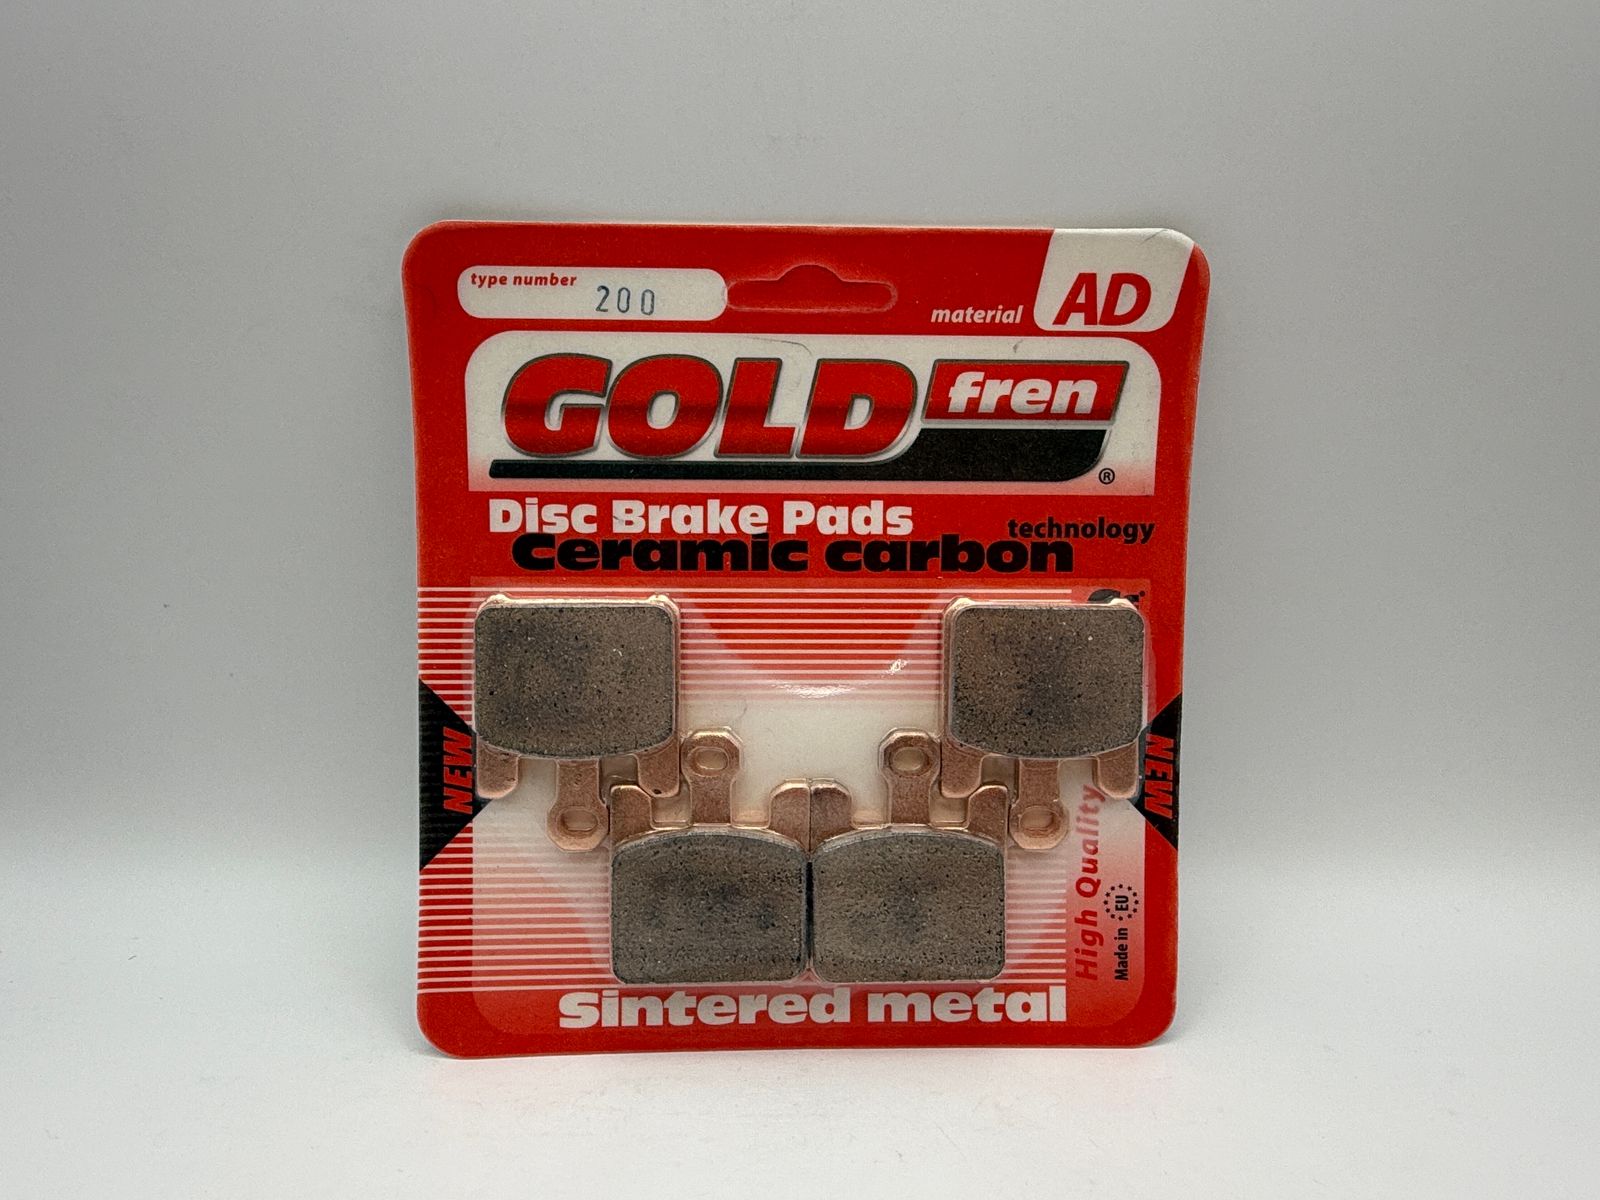 type number
200
material AD
GOLD fren
®
Disc Brake Pads
technology
Ceramic carbon
NEW
NEW
High Quality
Made in EU
Sintered metal